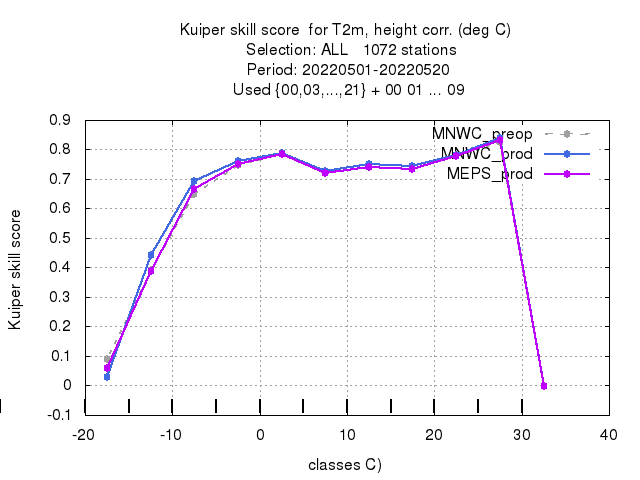 Kuiper skill score  for T2m, height corr. (deg C)
Selection: ALL   1072 stations
Period: 20220501-20220520
Used {00,03,...,21} + 00 01 ... 09
MNWC_preop
MNWC_prod
MEPS_prod
Kuiper skill score
0.9
0.8
0.7
0.6
0.5
0.4
0.3
0.2
0.1
0
-0.1
-20 -10 0 10 20 30 40
classes C)